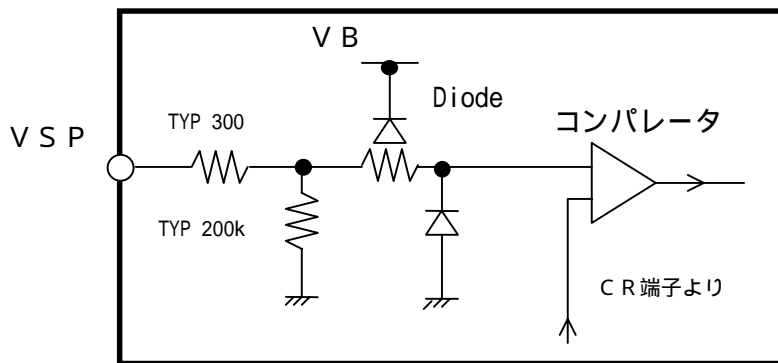 ＶＢ
Diode
コンパレータ
ＶＳＰ
TYP 300
TYP 200k
ＣＲ端子より